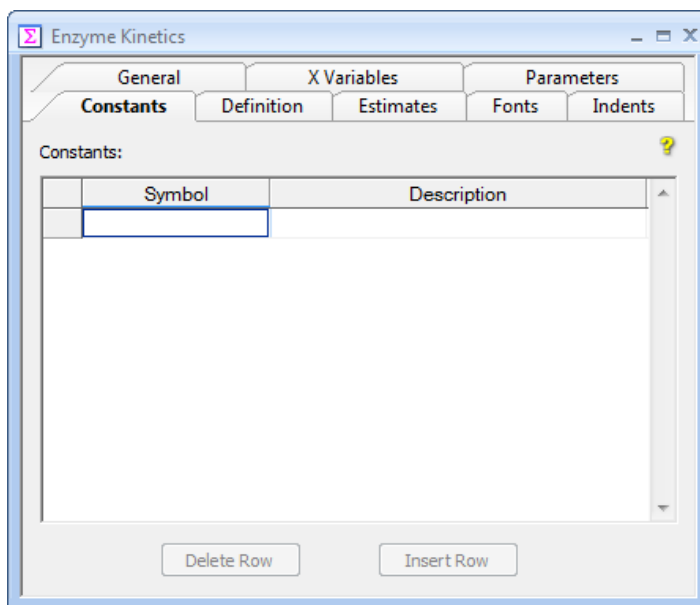 Σ Enzyme Kinetics
General X Variables Parameters
Constants Definition Estimates Fonts Indents
Constants: ?
Symbol Description
Delete Row Insert Row